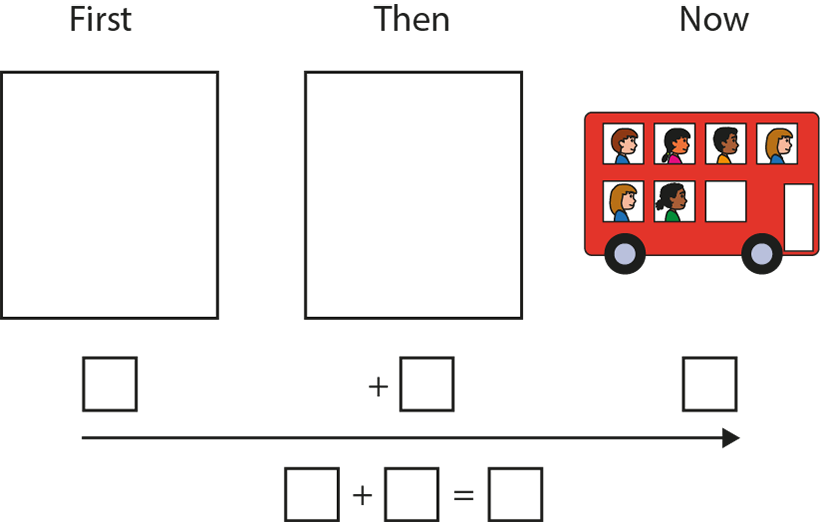 First Then Now
+
+ =